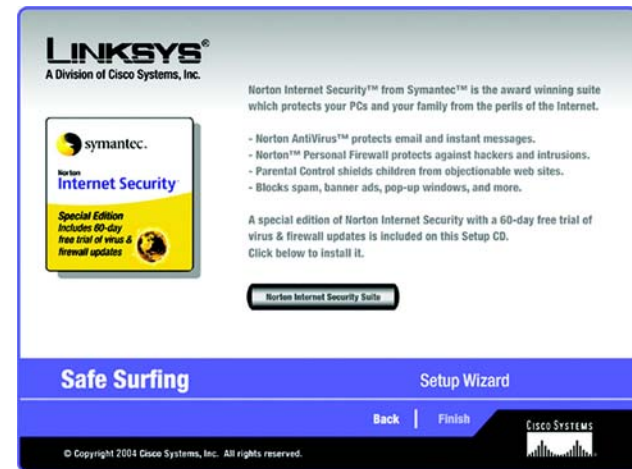 LINKSYS®
A Division of Cisco Systems, Inc.
symantec.
Norton
Internet Security
Special Edition
Includes 60-day
free trial of virus &
firewall updates
Norton Internet Security™ from Symantec™ is the award winning suite
which protects your PCs and your family from the perils of the Internet.
- Norton AntiVirus™ protects email and instant messages.
- Norton™ Personal Firewall protects against hackers and intrusions.
- Parental Control shields children from objectionable web sites.
- Blocks spam, banner ads, pop-up windows, and more.
A special edition of Norton Internet Security with a 60-day free trial of
virus & firewall updates is included on this Setup CD.
Click below to install it.
Norton Internet Security Suite
Safe Surfing
Setup Wizard
Back
Finish
CISCO SYSTEMS
© Copyright 2004 Cisco Systems, Inc. All rights reserved.